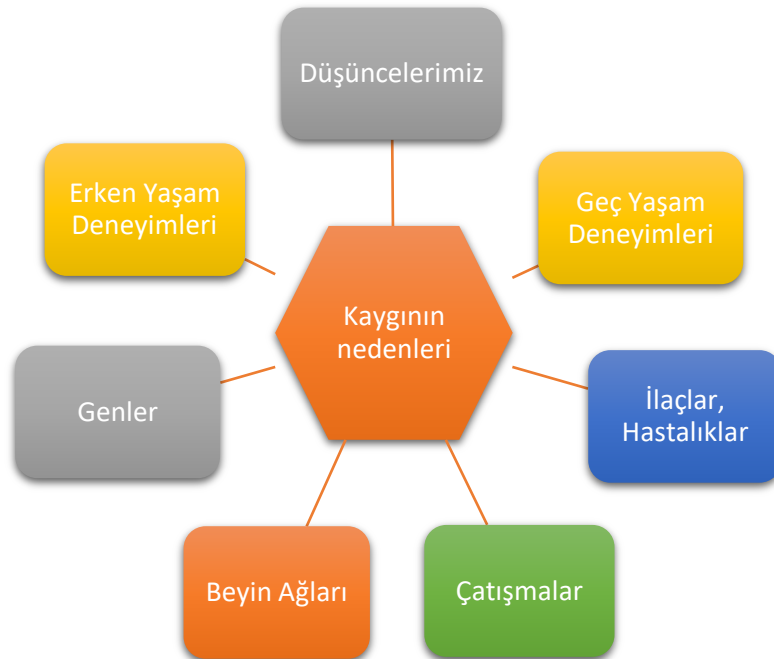 Düşüncelerimiz
Erken Yaşam
Deneyimleri
Geç Yaşam
Deneyimleri
Kaygının
nedenleri
Genler
İlaçlar,
Hastalıklar
Beyin Ağları
Çatışmalar